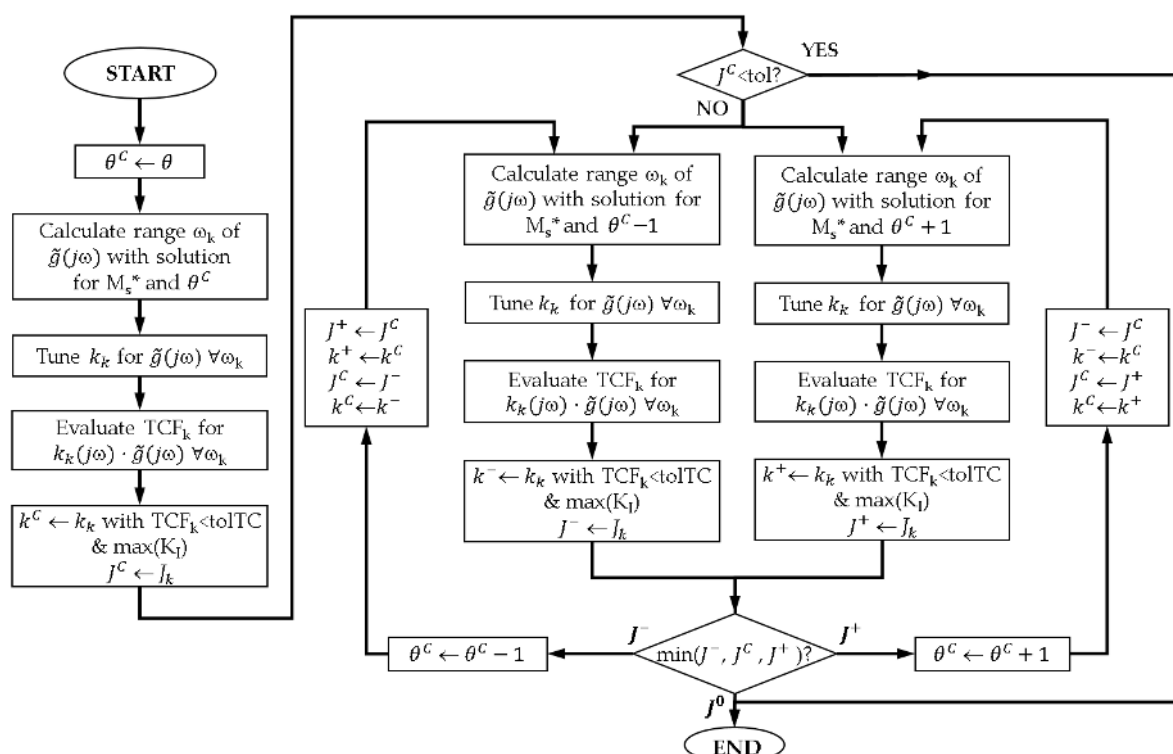 START
θ^C ← θ
Calculate range ω_k of
g̃(jω) with solution
for M_s* and θ^C
Tune k_k for g̃(jω) ∀ω_k
Evaluate TCF_k for
k_k(jω) · g̃(jω) ∀ω_k
k^C ← k_k with TCF_k<tolTC
& max(K_I)
J^C ← J_k
J^C<tol?
YES
NO
Calculate range ω_k of
g̃(jω) with solution for
M_s* and θ^C−1
Tune k_k for g̃(jω) ∀ω_k
Evaluate TCF_k for
k_k(jω) · g̃(jω) ∀ω_k
k^− ← k_k with TCF_k<tolTC
& max(K_I)
J^− ← J_k
Calculate range ω_k of
g̃(jω) with solution for
M_s* and θ^C + 1
Tune k_k for g̃(jω) ∀ω_k
Evaluate TCF_k for
k_k(jω) · g̃(jω) ∀ω_k
k^+ ← k_k with TCF_k<tolTC
& max(K_I)
J^+ ← J_k
J^+ ← J^C
k^+ ← k^C
J^C ← J^−
k^C ← k^−
J^− ← J^C
k^− ← k^C
J^C ← J^+
k^C ← k^+
θ^C ← θ^C − 1
J^−
min(J^−, J^C, J^+)?
J^+
θ^C ← θ^C + 1
J^0
END